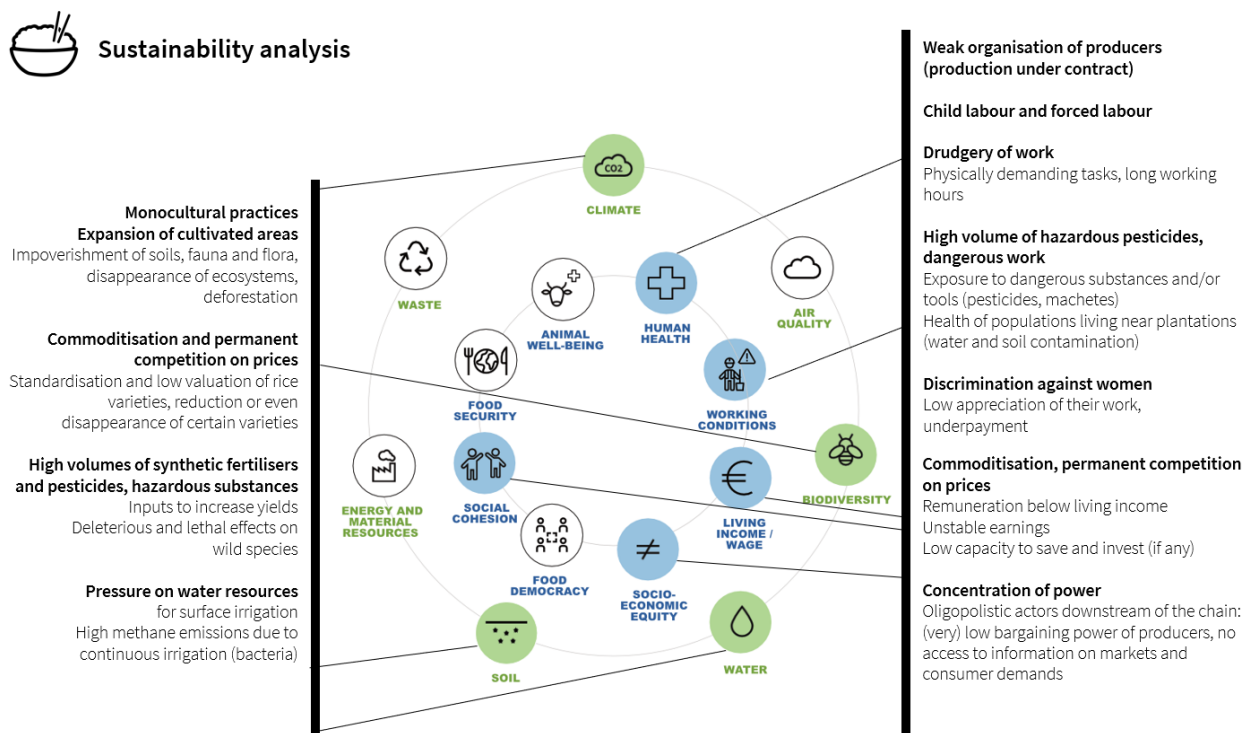 Sustainability analysis
Monocultural practices
Expansion of cultivated areas
Impoverishment of soils, fauna and flora,
disappearance of ecosystems,
deforestation
Commoditisation and permanent
competition on prices
Standardisation and low valuation of rice
varieties, reduction or even
disappearance of certain varieties
High volumes of synthetic fertilisers
and pesticides, hazardous substances
Inputs to increase yields
Deleterious and lethal effects on
wild species
Pressure on water resources
for surface irrigation
High methane emissions due to
continuous irrigation (bacteria)
CO2
CLIMATE
WASTE
AIR
QUALITY
ANIMAL
WELL-BEING
HUMAN
HEALTH
FOOD
SECURITY
WORKING
CONDITIONS
BIODIVERSITY
ENERGY AND
MATERIAL
RESOURCES
SOCIAL
COHESION
LIVING
INCOME /
WAGE
FOOD
DEMOCRACY
SOCIO-
ECONOMIC
EQUITY
SOIL
WATER
Weak organisation of producers
(production under contract)
Child labour and forced labour
Drudgery of work
Physically demanding tasks, long working
hours
High volume of hazardous pesticides,
dangerous work
Exposure to dangerous substances and/or
tools (pesticides, machetes)
Health of populations living near plantations
(water and soil contamination)
Discrimination against women
Low appreciation of their work,
underpayment
Commoditisation, permanent competition
on prices
Remuneration below living income
Unstable earnings
Low capacity to save and invest (if any)
Concentration of power
Oligopolistic actors downstream of the chain:
(very) low bargaining power of producers, no
access to information on markets and
consumer demands